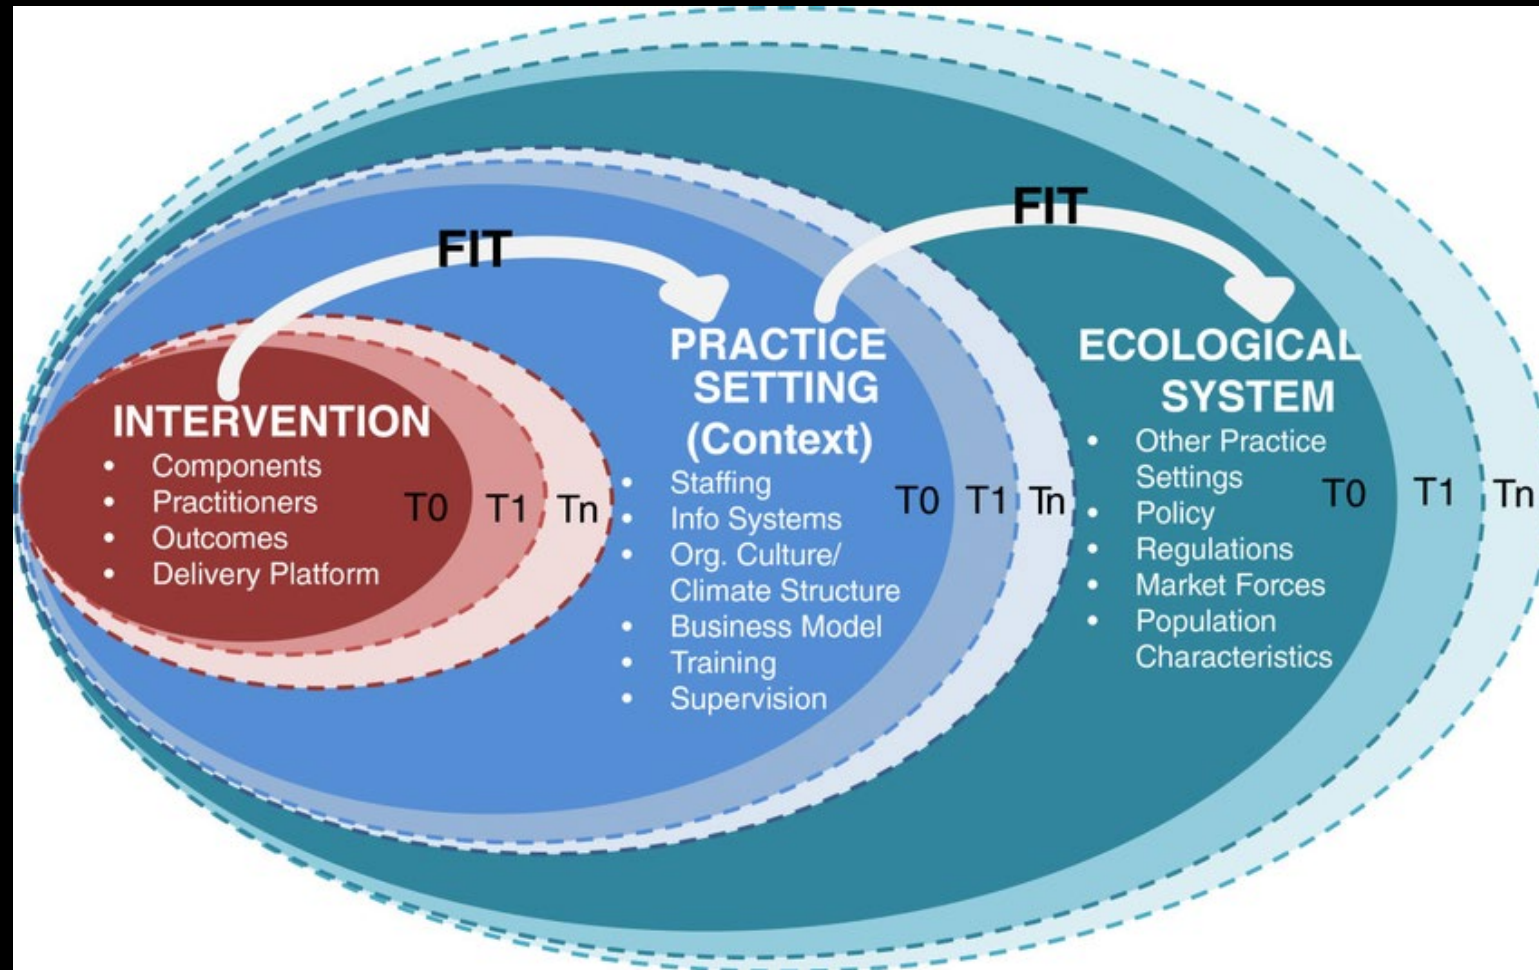 FIT
INTERVENTION
• Components
• Practitioners
• Outcomes
• Delivery Platform
T0 T1 Tn
FIT
PRACTICE
SETTING
(Context)
• Staffing
• Info Systems
• Org. Culture/
Climate Structure
• Business Model
• Training
• Supervision
T0 T1 Tn
ECOLOGICAL
SYSTEM
• Other Practice
Settings
• Policy
• Regulations
• Market Forces
• Population
Characteristics
T0 T1 Tn